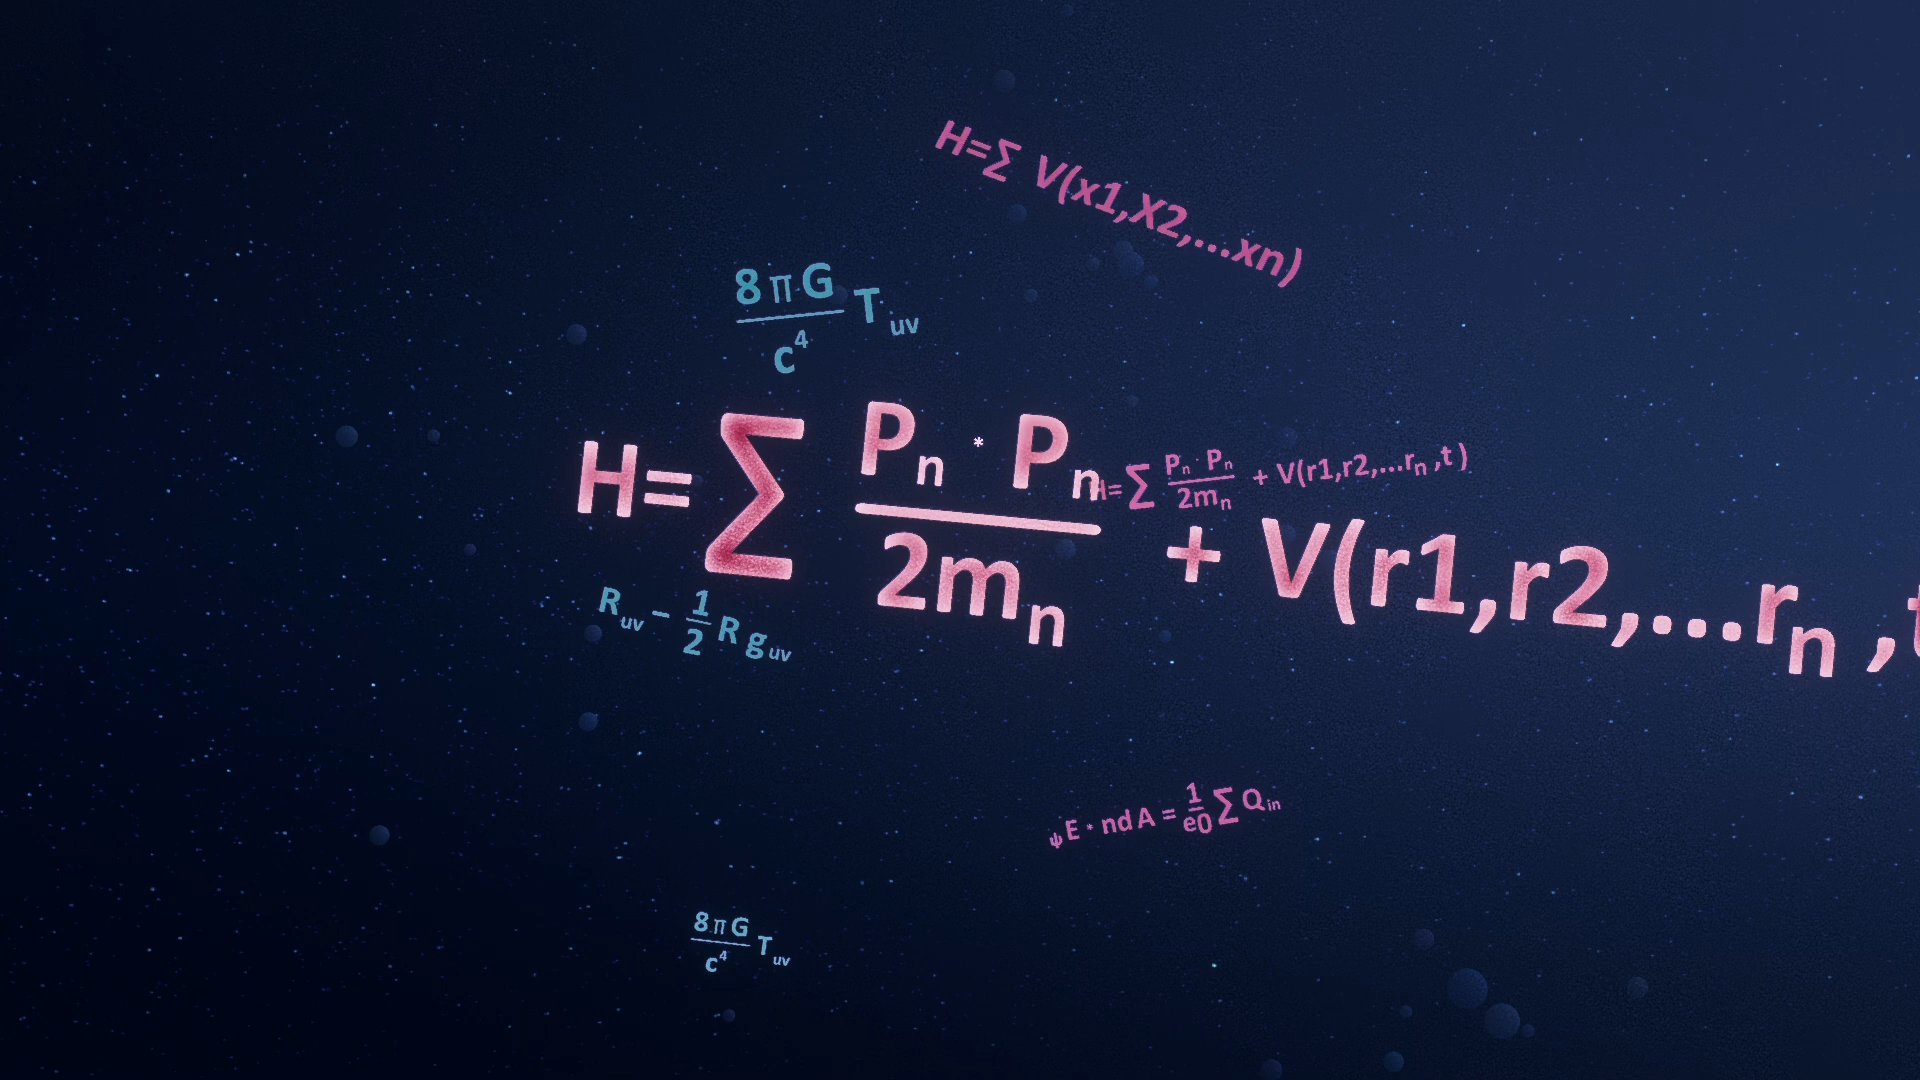 H=∑ V(x1,X2,...xn)
8πG/c⁴ Tuv
H=∑ Pn · Pn / 2mn + V(r1,r2,...rn ,t
H=∑ Pn · Pn / 2mn + V(r1,r2,...rn ,t )
Ruv − 1/2 R guv
ψ E * nd A = 1/e0 ∑ Qin
8πG/c⁴ Tuv